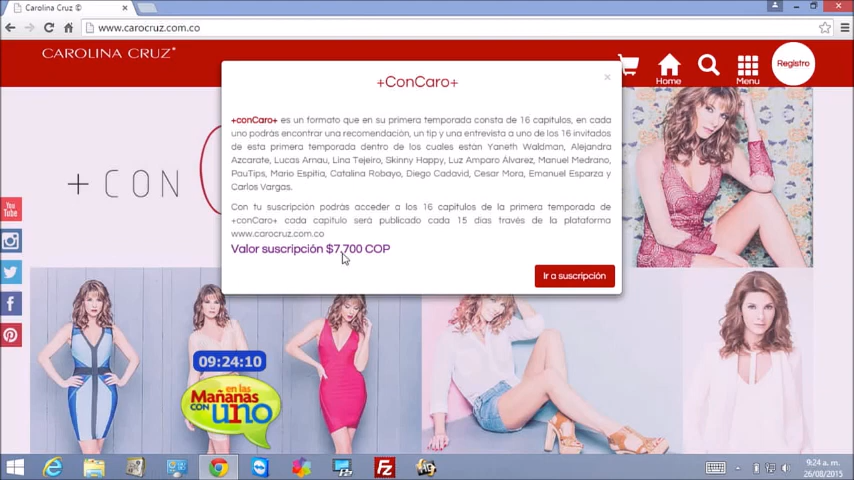 Carolina Cruz ©
www.carocruz.com.co
CAROLINA CRUZ*
Home
Menu
Registro
+ConCaro+
×
+conCaro+ es un formato que en su primera temporada consta de 16 capitulos, en cada
uno podrás encontrar una recomendación, un tip y una entrevista a uno de los 16 invitados
de esta primera temporada dentro de los cuales están Yaneth Waldman, Alejandra
Azcarate, Lucas Arnau, Lina Tejeiro, Skinny Happy, Luz Amparo Álvarez, Manuel Medrano,
PauTips, Mario Espitia, Catalina Robayo, Diego Cadavid, Cesar Mora, Emanuel Esparza y
Carlos Vargas.
Con tu suscripción podrás acceder a los 16 capitulos de la primera temporada de
+conCaro+ cada capitulo será publicado cada 15 dias través de la plataforma
www.carocruz.com.co
Valor suscripción $7,700 COP
Ir a suscripción
+ CON
You
Tube
09:24:10
en las
Mañanas
CON uno
9:24 a. m.
26/08/2015